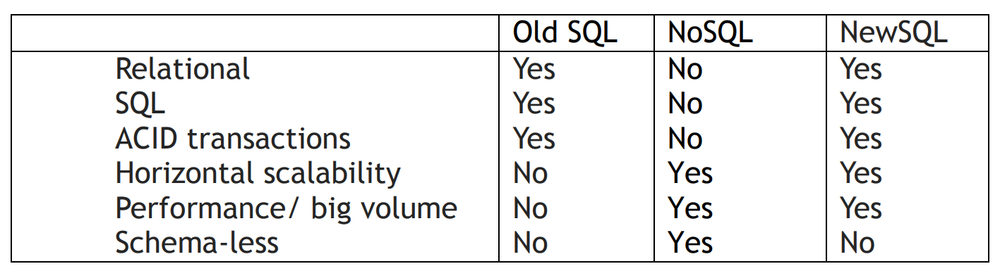 Old SQL NoSQL NewSQL
Relational Yes No Yes
SQL Yes No Yes
ACID transactions Yes No Yes
Horizontal scalability No Yes Yes
Performance/ big volume No Yes Yes
Schema-less No Yes No